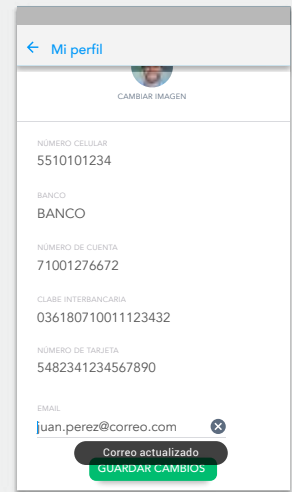 Mi perfil
CAMBIAR IMAGEN
NÚMERO CELULAR
5510101234
BANCO
BANCO
NÚMERO DE CUENTA
71001276672
CLABE INTERBANCARIA
036180710011123432
NÚMERO DE TARJETA
5482341234567890
EMAIL
juan.perez@correo.com
Correo actualizado
GUARDAR CAMBIOS